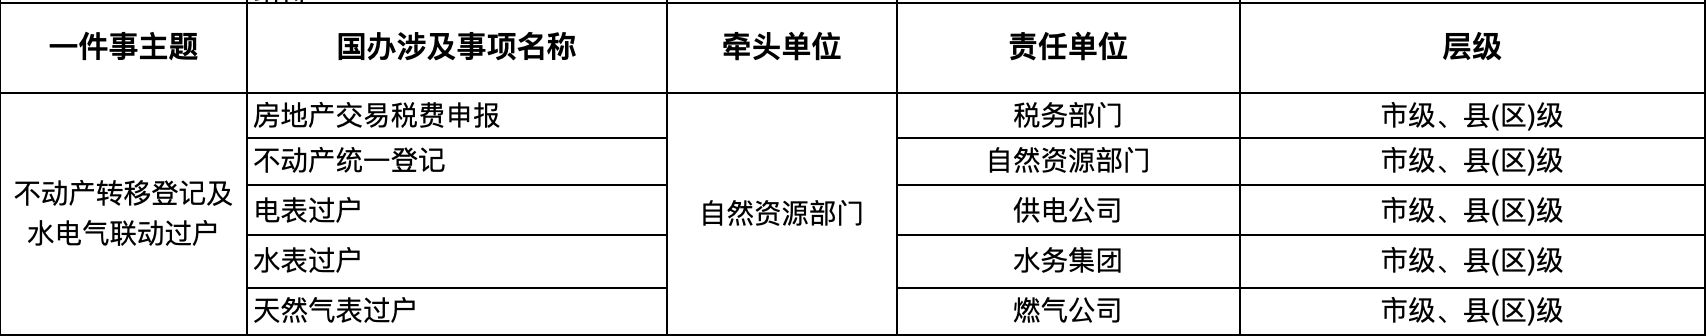 一件事主题 国办涉及事项名称 牵头单位 责任单位 层级
房地产交易税费申报 税务部门 市级、县(区)级
不动产统一登记 自然资源部门 市级、县(区)级
不动产转移登记及
水电气联动过户
电表过户 自然资源部门 供电公司 市级、县(区)级
水表过户 水务集团 市级、县(区)级
天然气表过户 燃气公司 市级、县(区)级